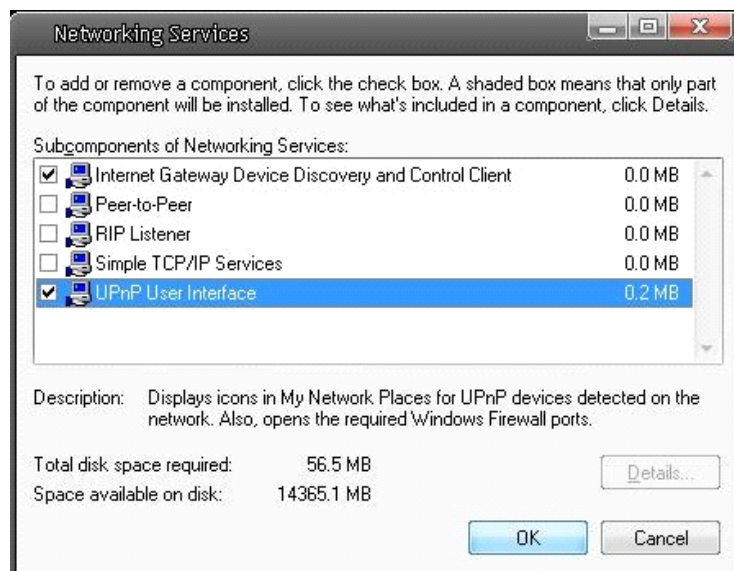 Networking Services
To add or remove a component, click the check box. A shaded box means that only part
of the component will be installed. To see what's included in a component, click Details.
Subcomponents of Networking Services:
Internet Gateway Device Discovery and Control Client 0.0 MB
Peer-to-Peer 0.0 MB
RIP Listener 0.0 MB
Simple TCP/IP Services 0.0 MB
UPnP User Interface 0.2 MB
Description: Displays icons in My Network Places for UPnP devices detected on the
network. Also, opens the required Windows Firewall ports.
Total disk space required: 56.5 MB
Space available on disk: 14365.1 MB
Details...
OK Cancel